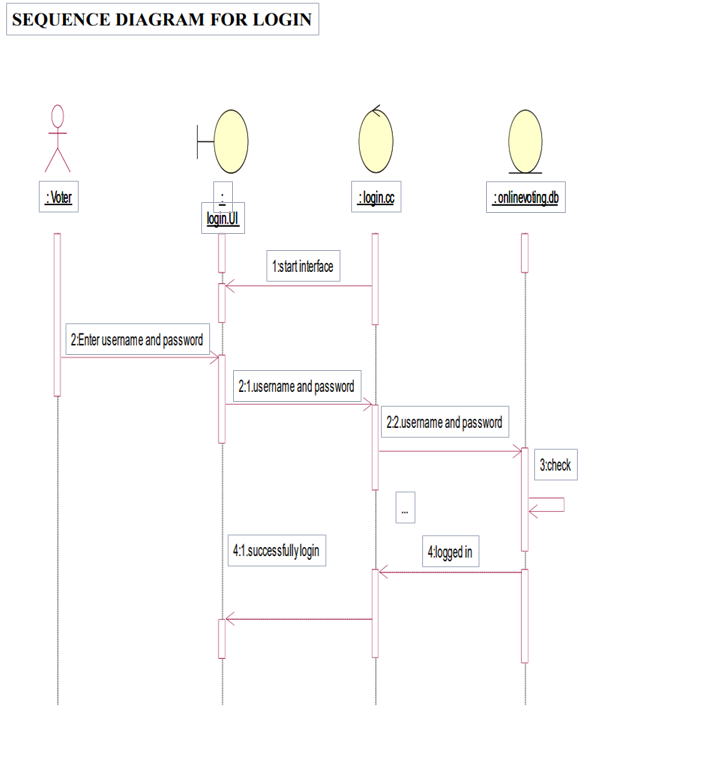 SEQUENCE DIAGRAM FOR LOGIN
: Voter
:
login.UI
: login.cc
: onlinevoting.db
1:start interface
2:Enter username and password
2:1.username and password
2:2.username and password
3:check
...
4:1.successfully login
4:logged in